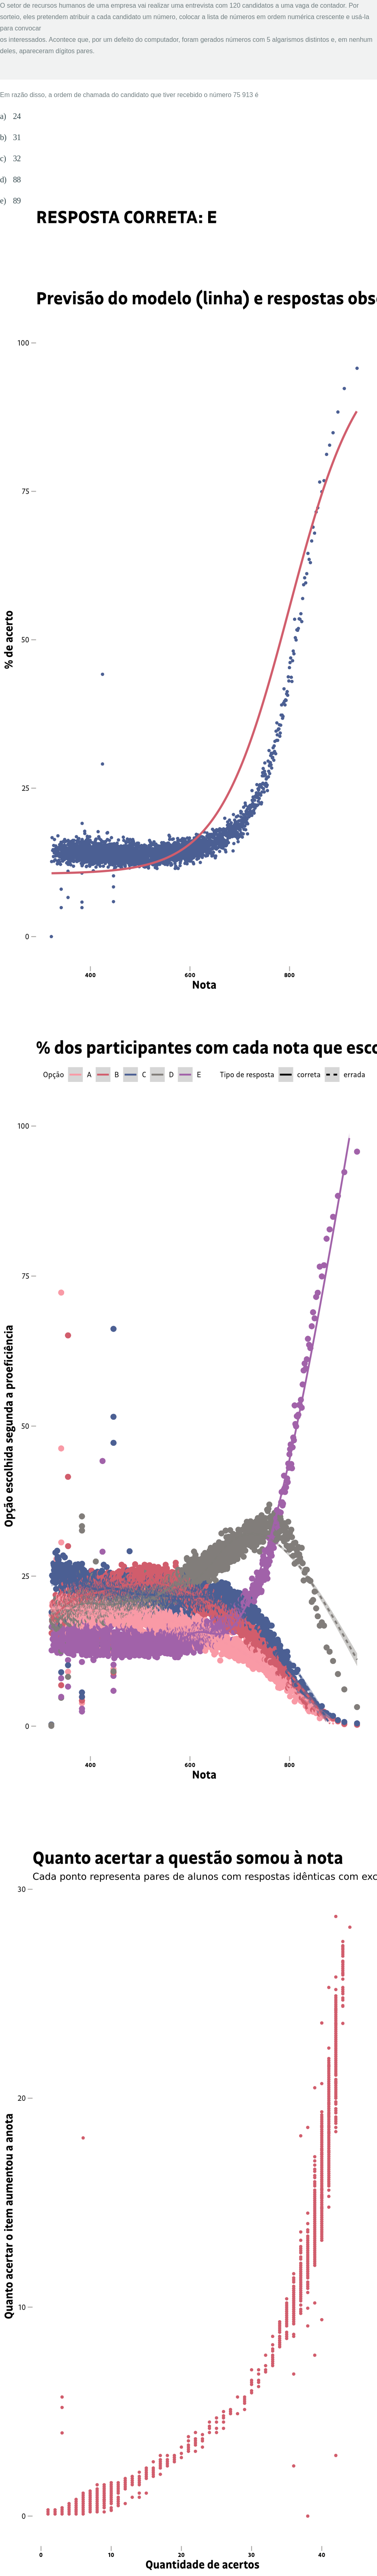 O setor de recursos humanos de uma empresa vai realizar uma entrevista com 120 candidatos a uma vaga de contador. Por
sorteio, eles pretendem atribuir a cada candidato um número, colocar a lista de números em ordem numérica crescente e usá-la
para convocar
os interessados. Acontece que, por um defeito do computador, foram gerados números com 5 algarismos distintos e, em nenhum
deles, apareceram dígitos pares.
Em razão disso, a ordem de chamada do candidato que tiver recebido o número 75 913 é
a) 24
b) 31
c) 32
d) 88
e) 89
RESPOSTA CORRETA: E
Previsão do modelo (linha) e respostas obs
100
75
50
25
0
% de acerto
400 600 800
Nota
% dos participantes com cada nota que esco
Opção A B C D E Tipo de resposta correta errada
100
75
50
25
0
Opção escolhida segunda a proeficiência
400 600 800
Nota
Quanto acertar a questão somou à nota
Cada ponto representa pares de alunos com respostas idênticas com exc
30
20
10
0
Quanto acertar o item aumentou a anota
0 10 20 30 40
Quantidade de acertos